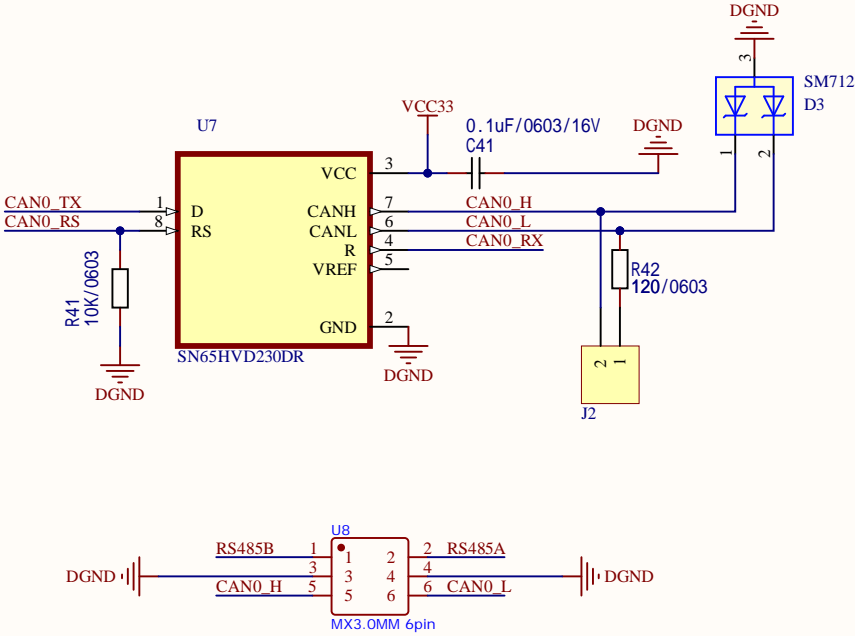 DGND
3
SM712
D3
1
2
U7
VCC33
0.1uF/0603/16V
C41
DGND
VCC
3
CAN0_TX
1
D
CANH
7
CAN0_H
CAN0_RS
8
RS
CANL
6
CAN0_L
R
4
CAN0_RX
VREF
5
R41
10K/0603
R42
120/0603
GND
2
SN65HVD230DR
DGND
DGND
2
1
J2
U8
RS485B
1
1
2
2
RS485A
DGND
3
3
4
4
DGND
CAN0_H
5
5
6
6
CAN0_L
MX3.0MM 6pin